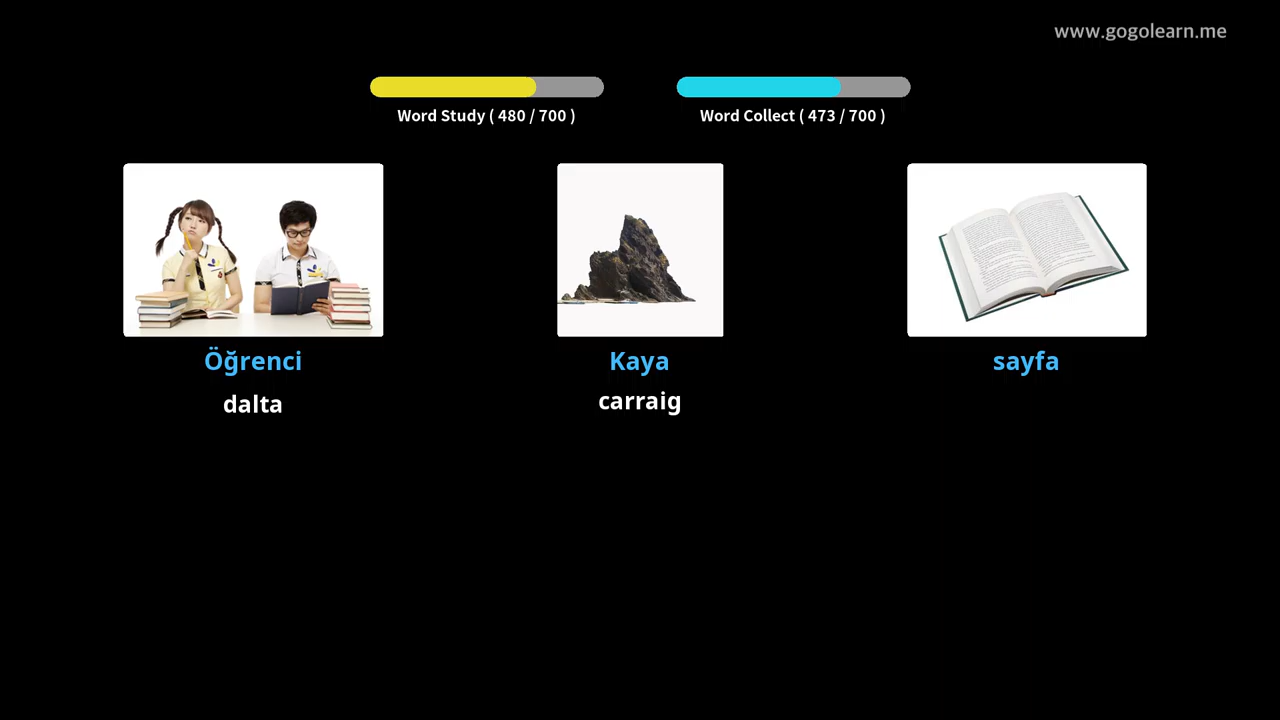 www.gogolearn.me
Word Study ( 480 / 700 )
Word Collect ( 473 / 700 )
Öğrenci
Kaya
sayfa
dalta
carraig